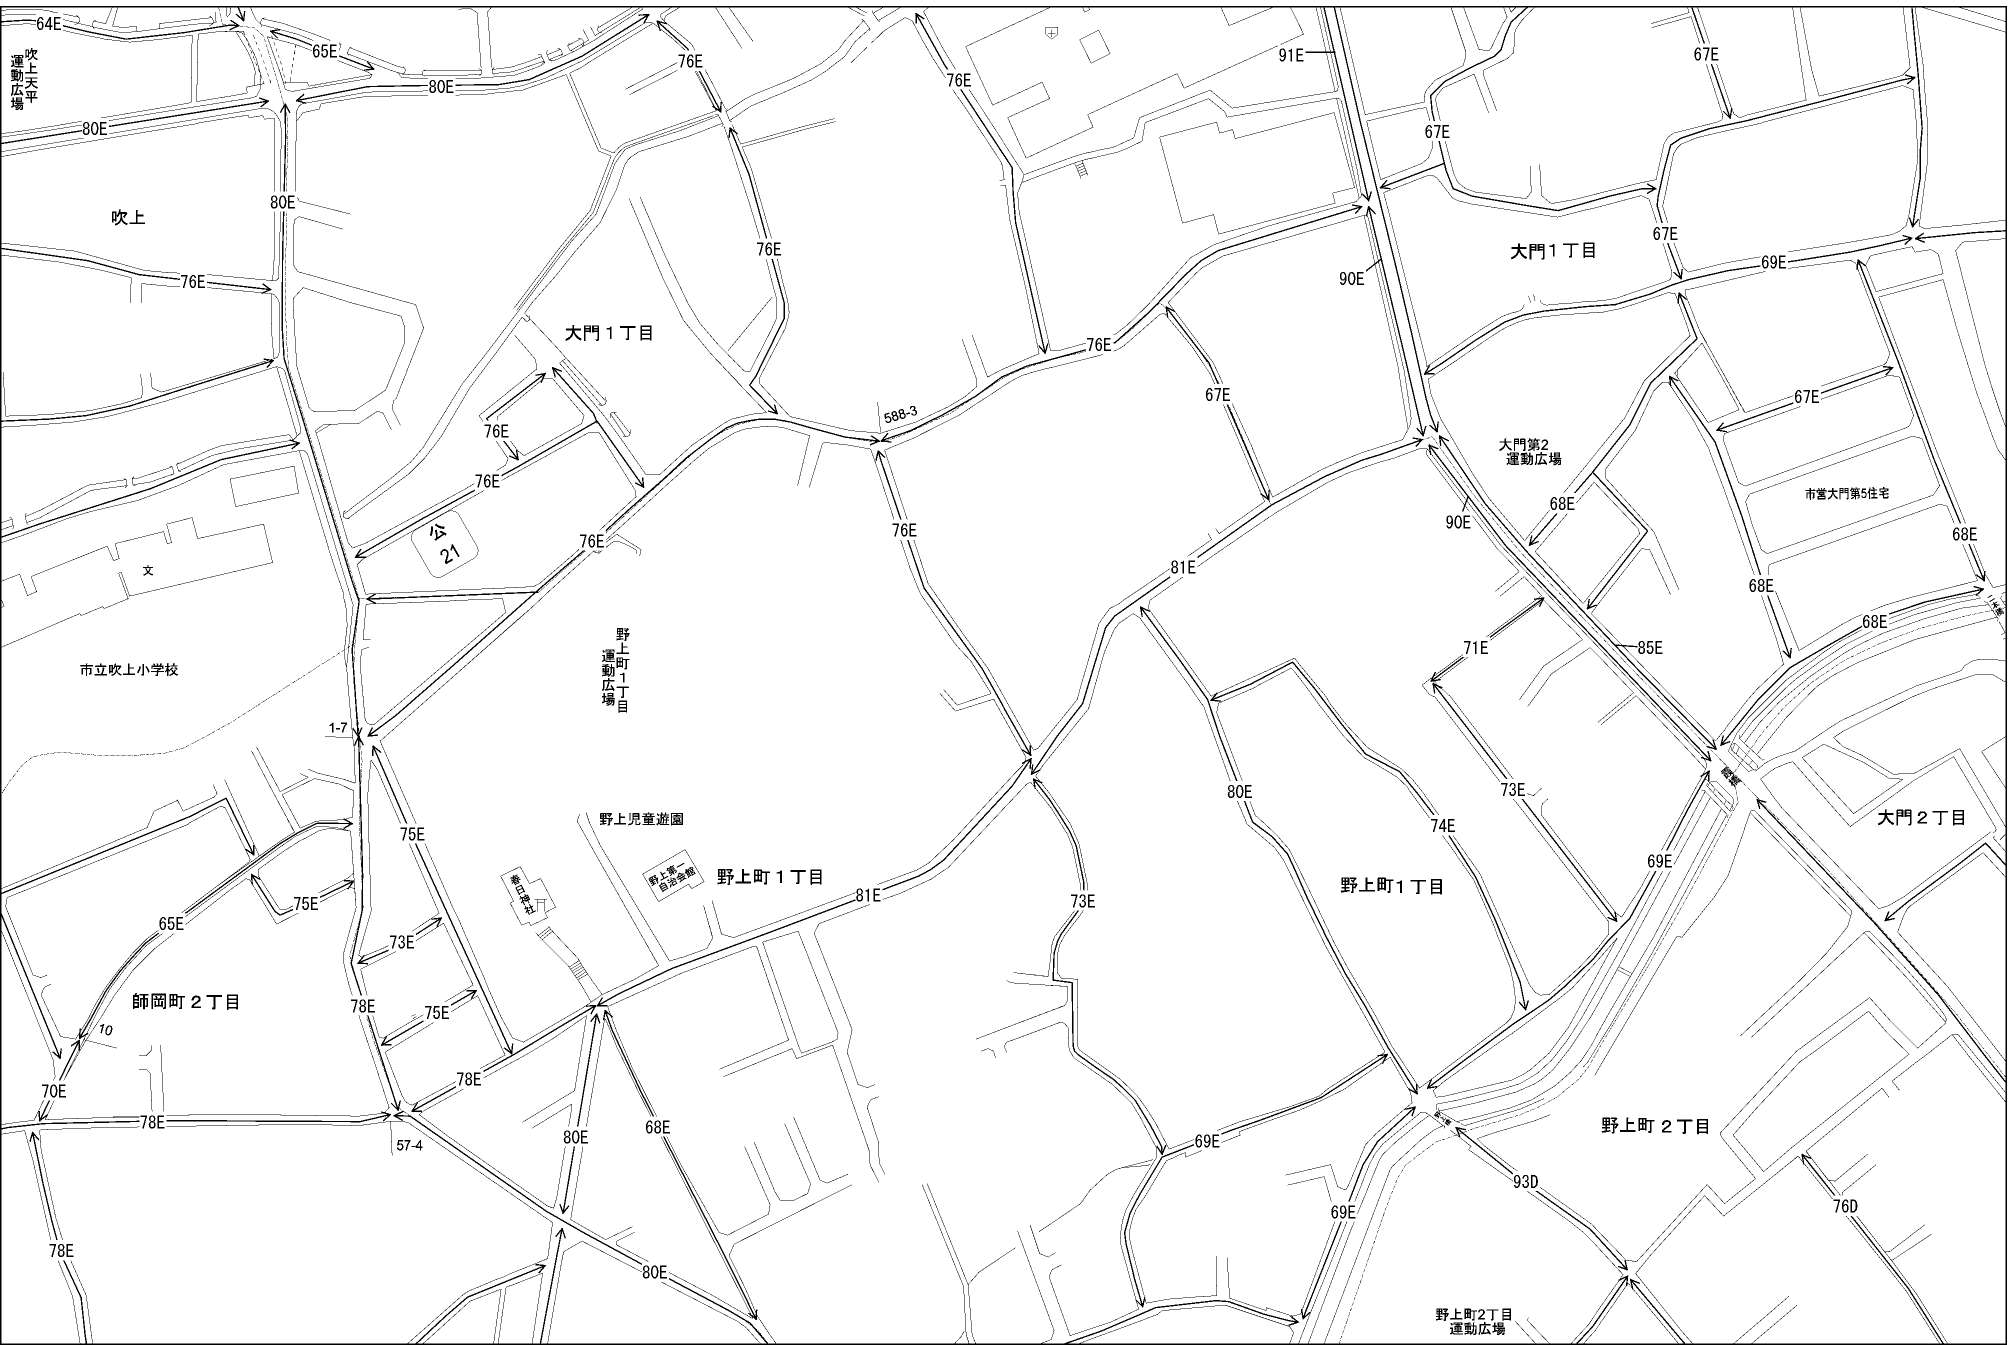 64E
65E
76E
76E
91E
67E
吹上天平
運動広場
80E
80E
67E
吹上
80E
76E
67E
大門1丁目
76E
69E
90E
大門1丁目
76E
67E
67E
588-3
76E
大門第2
運動広場
76E
68E
市営大門第5住宅
90E
公
21
76E
76E
68E
文
81E
68E
68E
野上町1丁目
運動広場
71E
85E
市立吹上小学校
1-7
80E
73E
大門2丁目
75E
野上児童遊園
74E
69E
野上第一
自治会館
野上町1丁目
春日神社
81E
野上町1丁目
75E
73E
65E
73E
師岡町2丁目
78E
75E
10
70E
78E
78E
57-4
80E
68E
69E
野上町2丁目
93D
69E
76D
78E
80E
野上町2丁目
運動広場